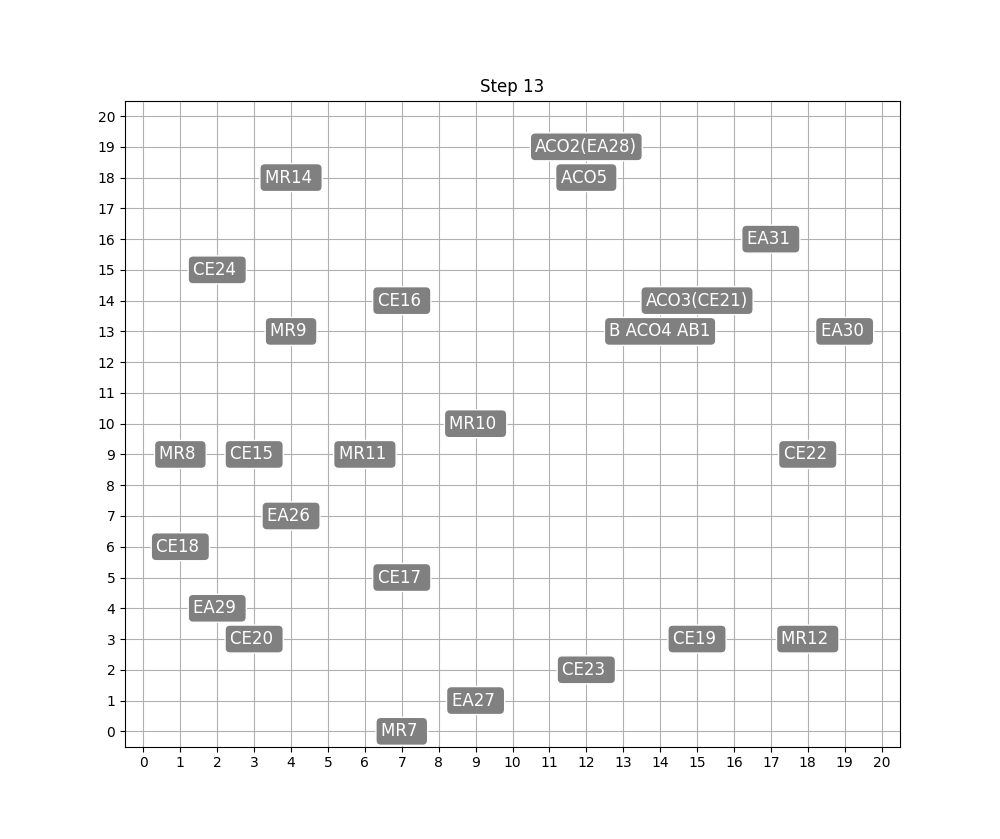 Step 13
20
19 ACO2(EA28)
18 MR14 ACO5
17
16 EA31
15 CE24
14 CE16 ACO3(CE21)
13 MR9 B ACO4 AB1 EA30
12
11
10 MR10
9 MR8 CE15 MR11 CE22
8
7 EA26
6 CE18
5 CE17
4 EA29
3 CE20 CE19 MR12
2 CE23
1 EA27
0 MR7
0 1 2 3 4 5 6 7 8 9 10 11 12 13 14 15 16 17 18 19 20